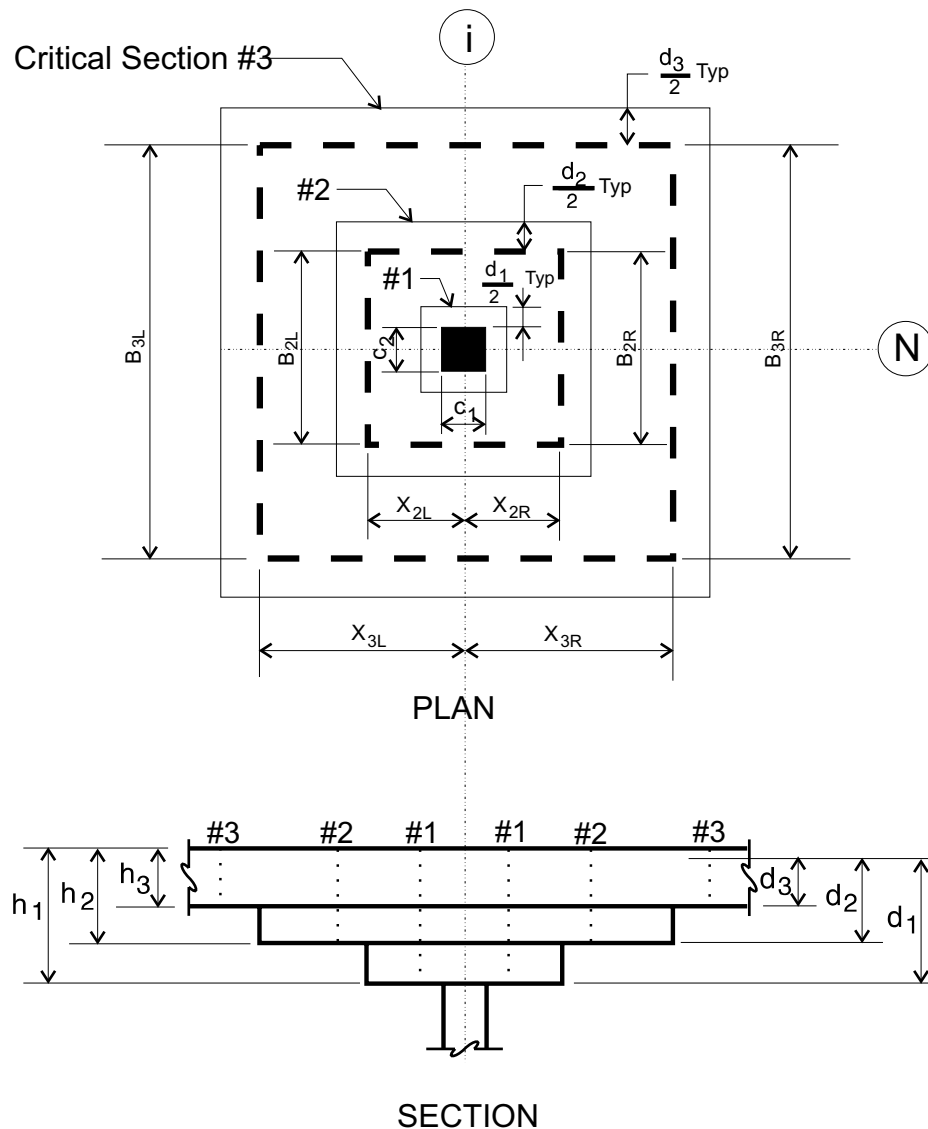 i
Critical Section #3
d3/2 Typ
#2
d2/2 Typ
#1
d1/2 Typ
B3L
B2L
c2
B2R
B3R
N
c1
X2L X2R
X3L X3R
PLAN
#3 #2 #1 #1 #2 #3
h1 h2 h3 d3 d2 d1
SECTION